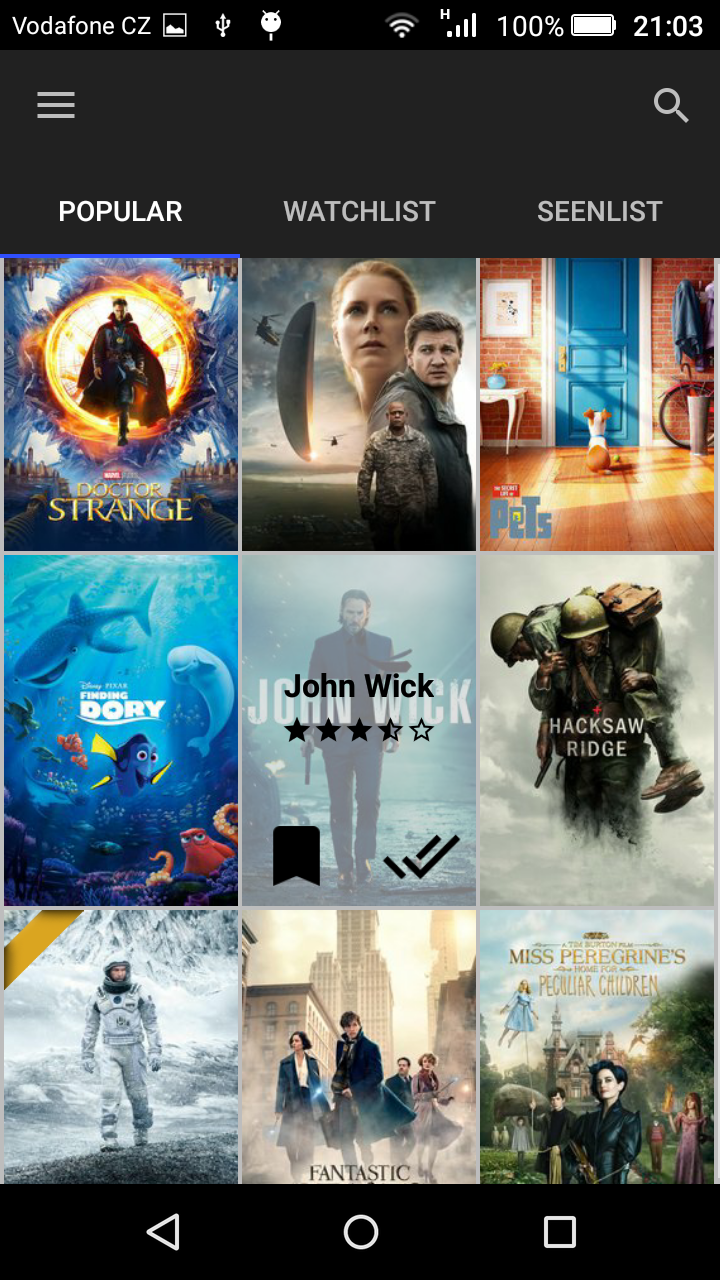 Vodafone CZ
H
100%
21:03
POPULAR
WATCHLIST
SEENLIST
MARVEL
DOCTOR
STRANGE
THE SECRET
LIFE OF
PeTs
Disney PIXAR
FINDING
DORY
JOHN WICK
John Wick
HACKSAW
RIDGE
FANTASTIC
A TIM BURTON FILM
MISS PEREGRINE'S
HOME FOR
PECULIAR CHILDREN